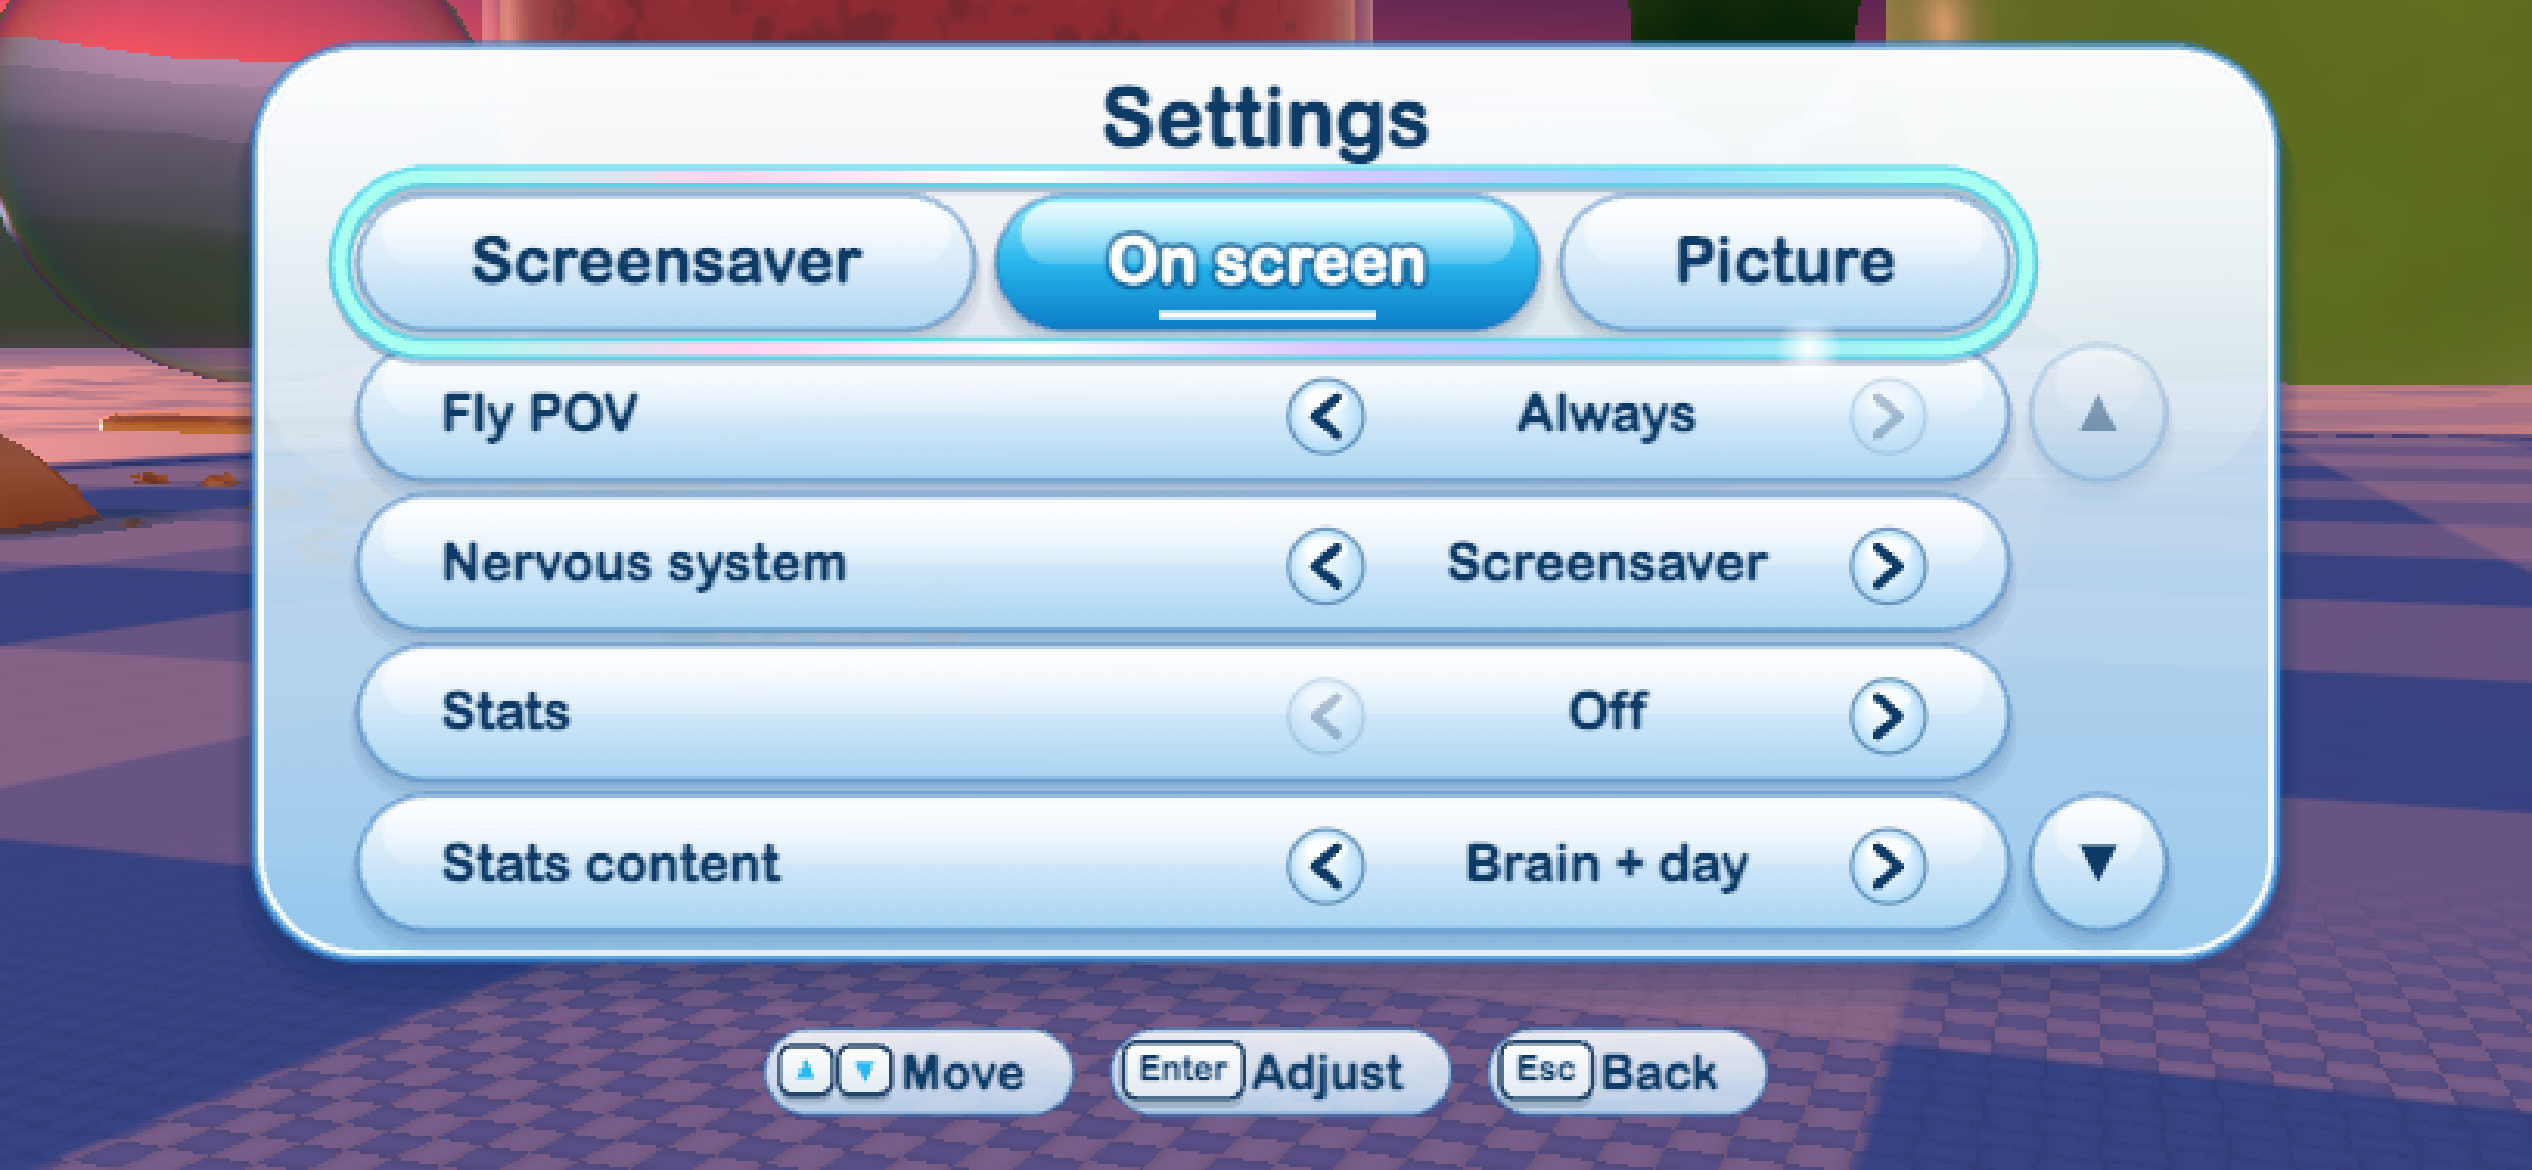 Settings
Screensaver On screen Picture
Fly POV < Always >
Nervous system < Screensaver >
Stats < Off >
Stats content < Brain + day >
▲ ▼ Move Enter Adjust Esc Back